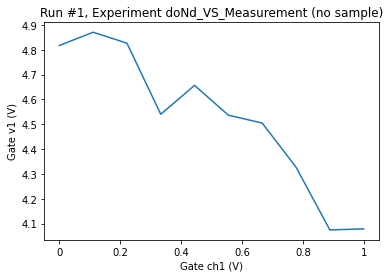 Run #1, Experiment doNd_VS_Measurement (no sample)
4.9
4.8
4.7
4.6
4.5
4.4
4.3
4.2
4.1
Gate v1 (V)
0 0.2 0.4 0.6 0.8 1
Gate ch1 (V)